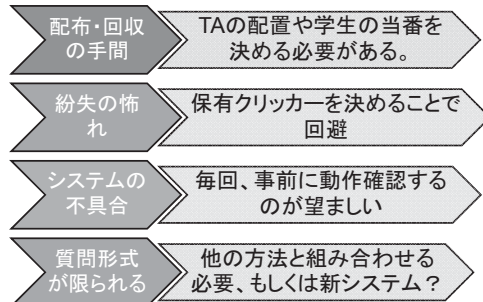 配布・回収
の手間
TAの配置や学生の当番を
決める必要がある。
紛失の怖
れ
保有クリッカーを決めることで
回避
システムの
不具合
毎回、事前に動作確認する
のが望ましい
質問形式
が限られる
他の方法と組み合わせる
必要、もしくは新システム？